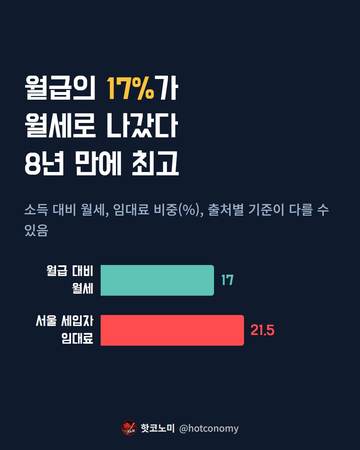 월급의 17%가
월세로 나갔다
8년 만에 최고
소득 대비 월세, 임대료 비중(%), 출처별 기준이 다를 수
있음
월급 대비
월세
17
서울 세입자
임대료
21.5
핫코노미 @hotconomy